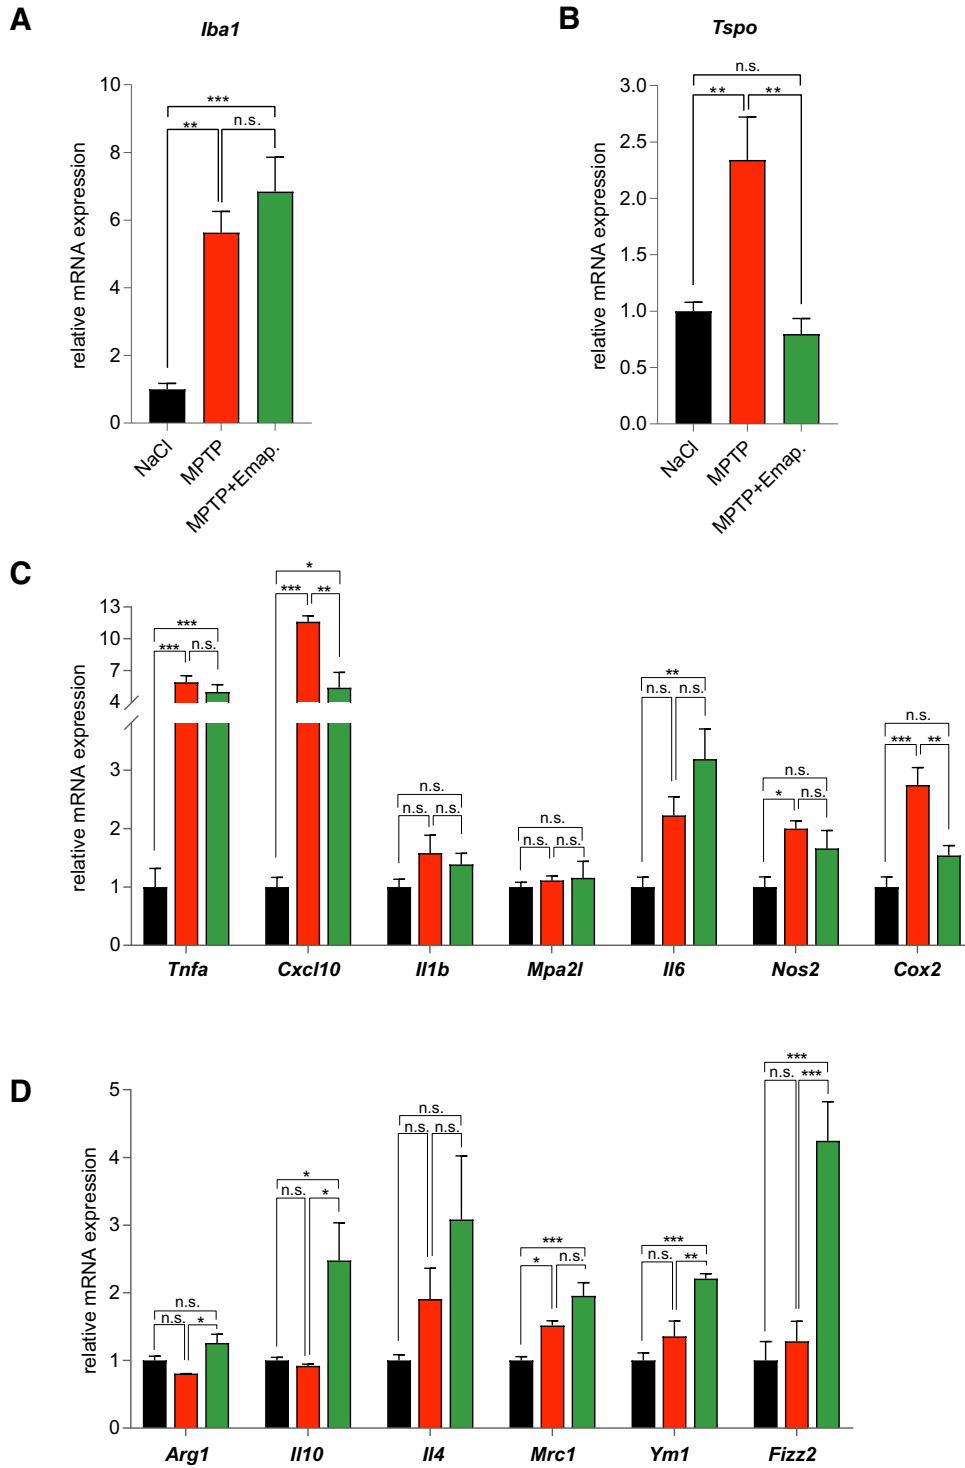 A
Iba1
B
Tspo
relative mRNA expression
10
8
6
4
2
0
***
**
n.s.
NaCl
MPTP
MPTP+Emap.
relative mRNA expression
3.0
2.5
2.0
1.5
1.0
0.5
0.0
n.s.
** **
NaCl
MPTP
MPTP+Emap.
C
relative mRNA expression
13
10
7
4
3
2
1
0
***
*** n.s.
*
*** **
n.s.
n.s. n.s.
n.s.
n.s. n.s.
**
n.s. n.s.
n.s.
* n.s.
n.s.
*** **
Tnfa Cxcl10 Il1b Mpa2l Il6 Nos2 Cox2
D
relative mRNA expression
5
4
3
2
1
0
n.s.
n.s. *
*
n.s. *
n.s.
n.s. n.s.
***
* n.s.
***
n.s. **
***
n.s. ***
Arg1 Il10 Il4 Mrc1 Ym1 Fizz2